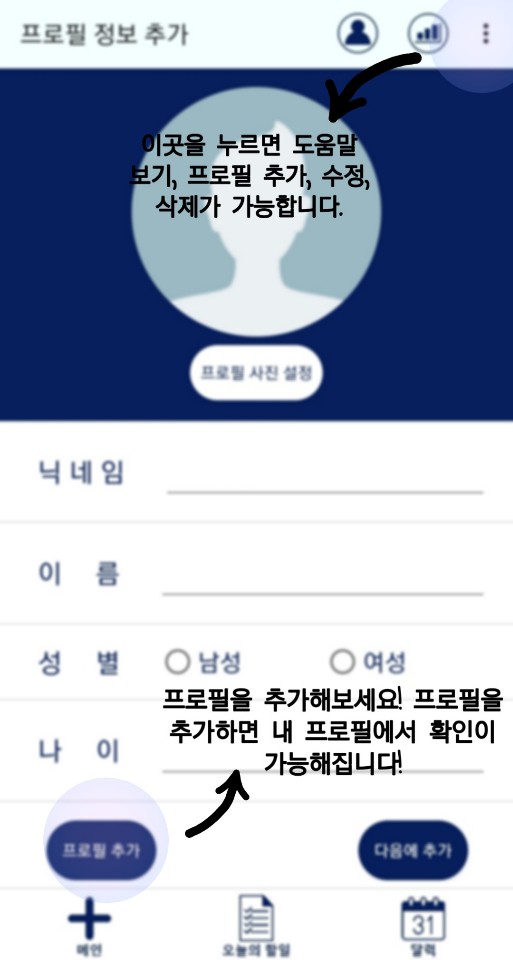 프로필 정보 추가
이곳을 누르면 도움말
보기, 프로필 추가, 수정,
삭제가 가능합니다.
프로필 사진 설정
닉네임
이 름
성 별 남성 여성
프로필을 추가해보세요! 프로필을
추가하면 내 프로필에서 확인이
가능해집니다!
나 이
프로필 추가 다음에 추가
31
메인 오늘의 할일 달력